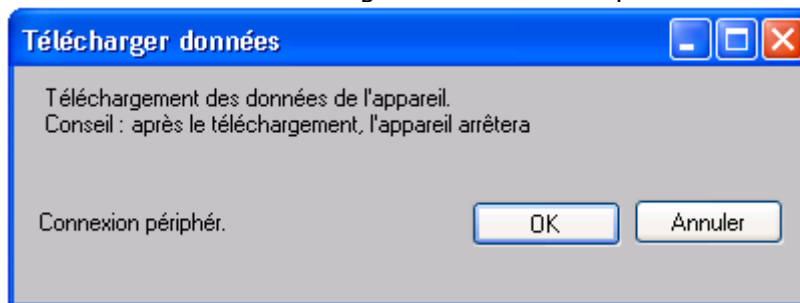 Télécharger données
Téléchargement des données de l'appareil.
Conseil : après le téléchargement, l'appareil arrêtera
Connexion périphér.
OK
Annuler